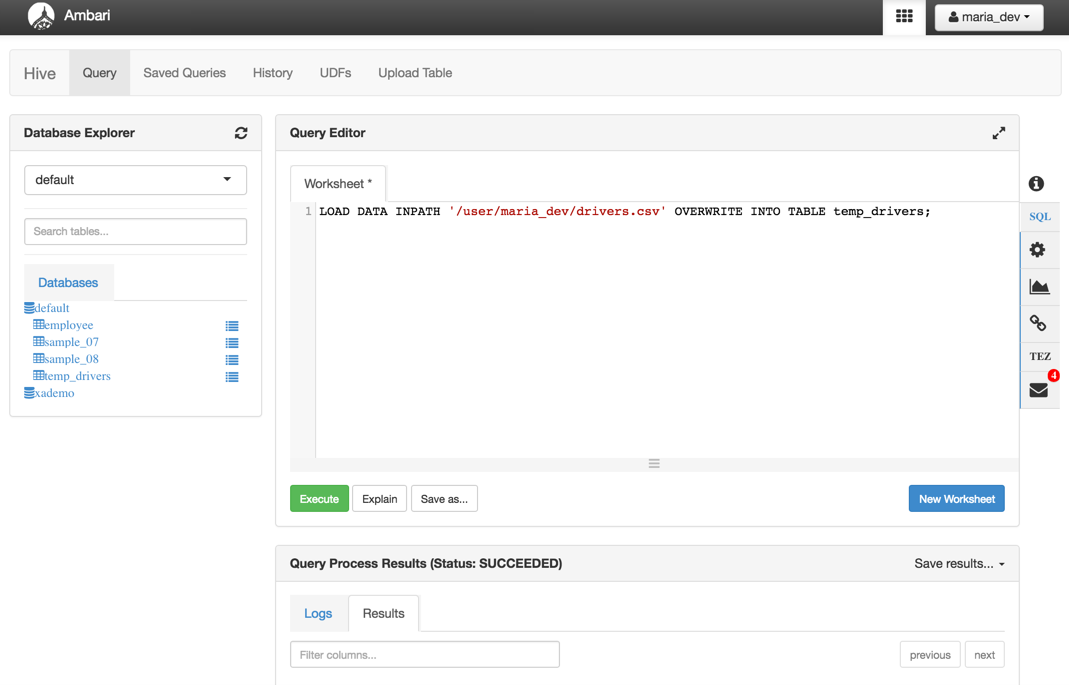 Ambari
maria_dev
Hive Query Saved Queries History UDFs Upload Table
Database Explorer
default
Search tables...
Databases
default
employee
sample_07
sample_08
temp_drivers
xademo
Query Editor
Worksheet *
1 LOAD DATA INPATH '/user/maria_dev/drivers.csv' OVERWRITE INTO TABLE temp_drivers;
Execute Explain Save as... New Worksheet
SQL
TEZ
4
Query Process Results (Status: SUCCEEDED) Save results...
Logs Results
Filter columns... previous next